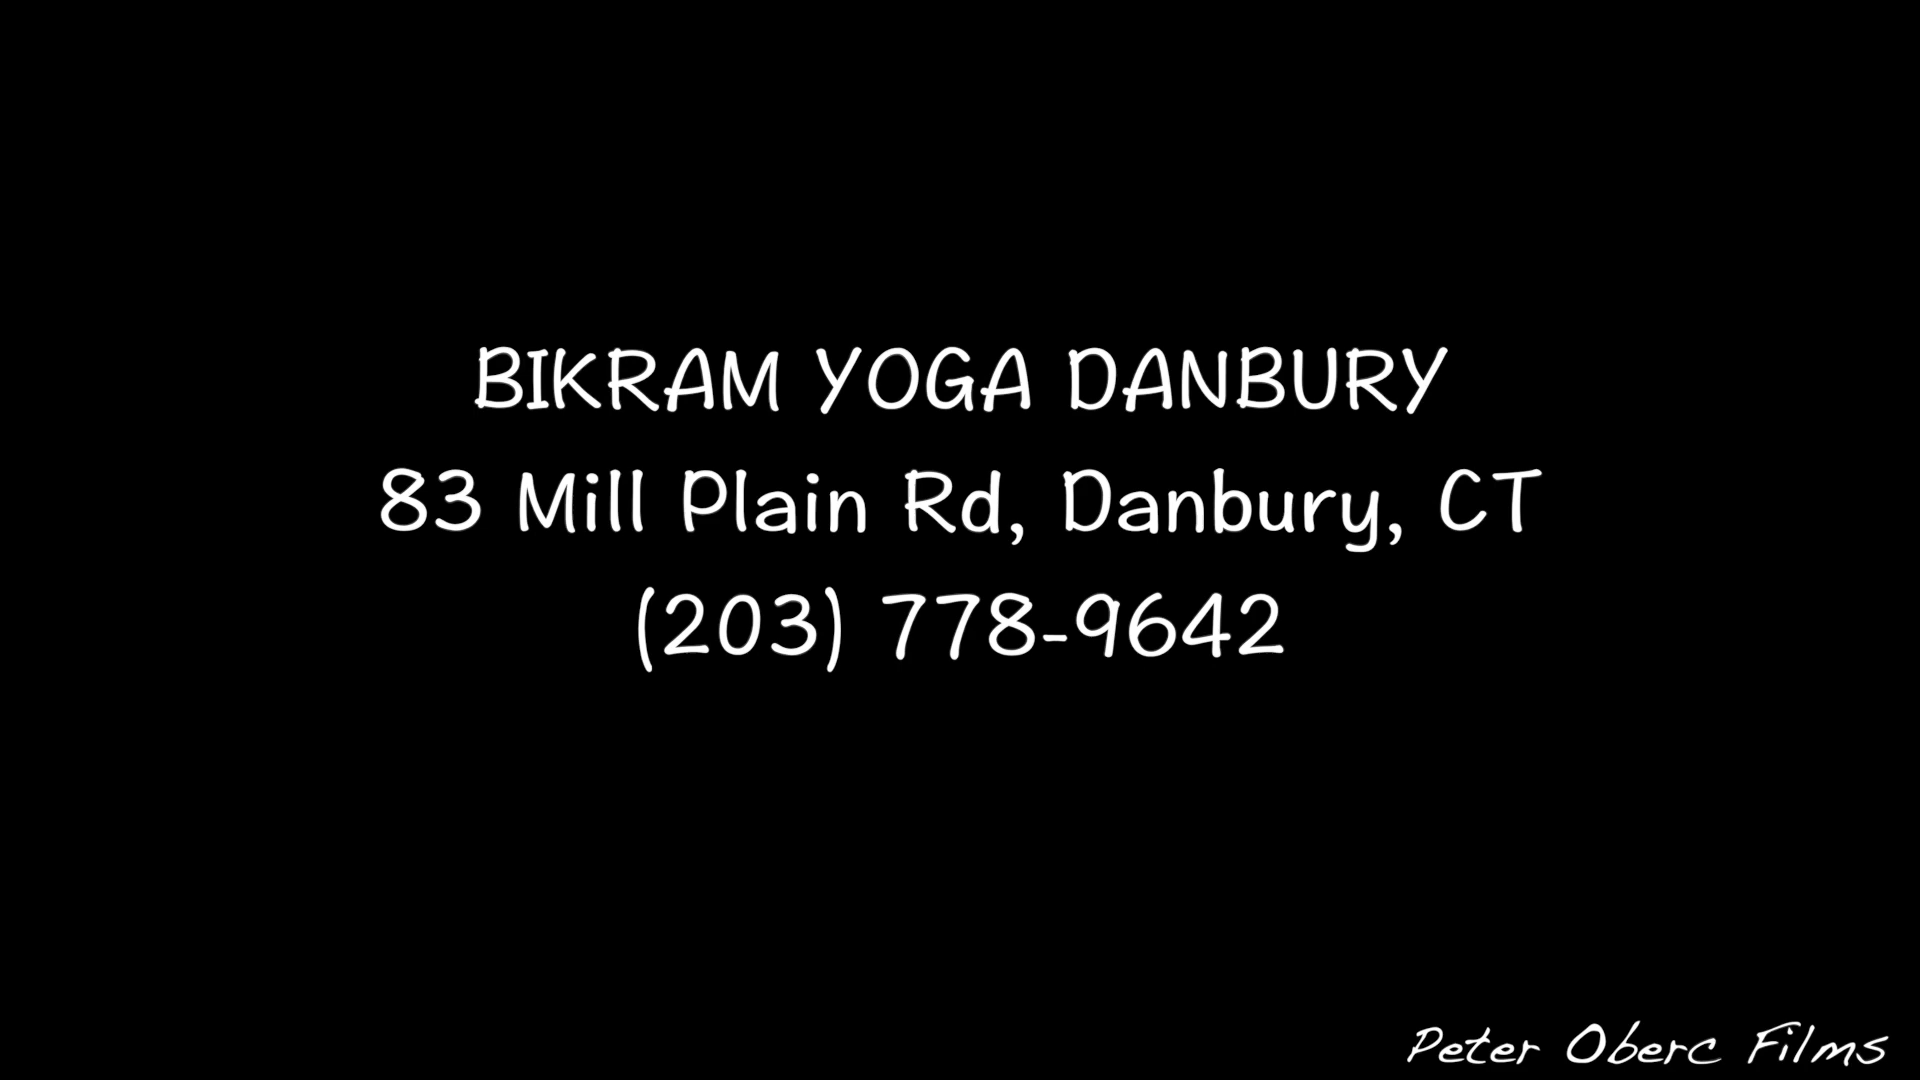 BIKRAM YOGA DANBURY
83 Mill Plain Rd, Danbury, CT
(203) 778-9642
Peter Oberc Films